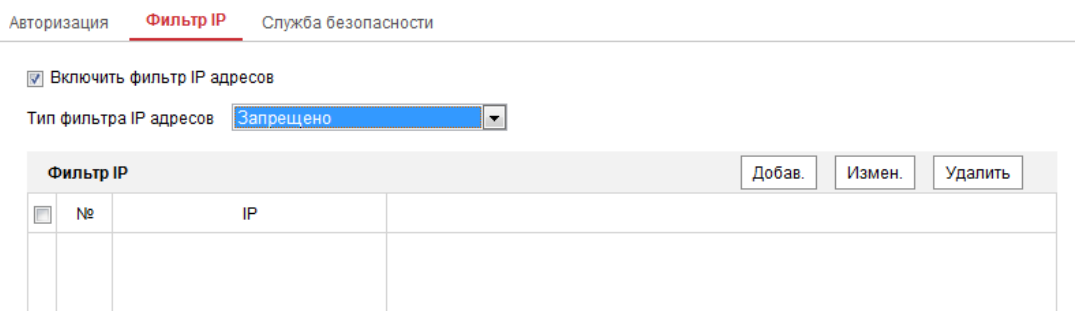 Авторизация Фильтр IP Служба безопасности
Включить фильтр IP адресов
Тип фильтра IP адресов Запрещено
Фильтр IP Добав. Измен. Удалить
№ IP